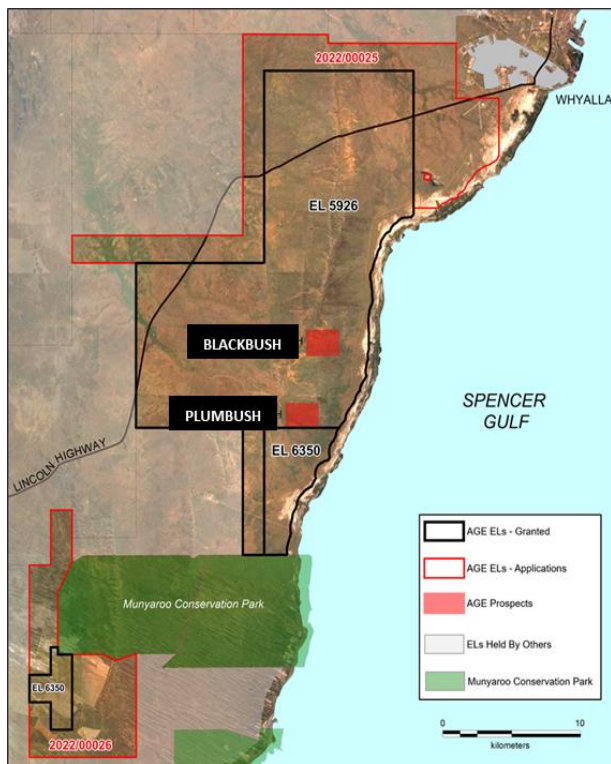 2022/00025
WHYALLA
EL 5926
BLACKBUSH
PLUMBUSH
SPENCER
GULF
EL 6350
LINCOLN HIGHWAY
AGE ELs - Granted
AGE ELs - Applications
AGE Prospects
ELs Held By Others
Munyaroo Conservation Park
Munyaroo Conservation Park
EL 6350
2022/00026
0 10
kilometers